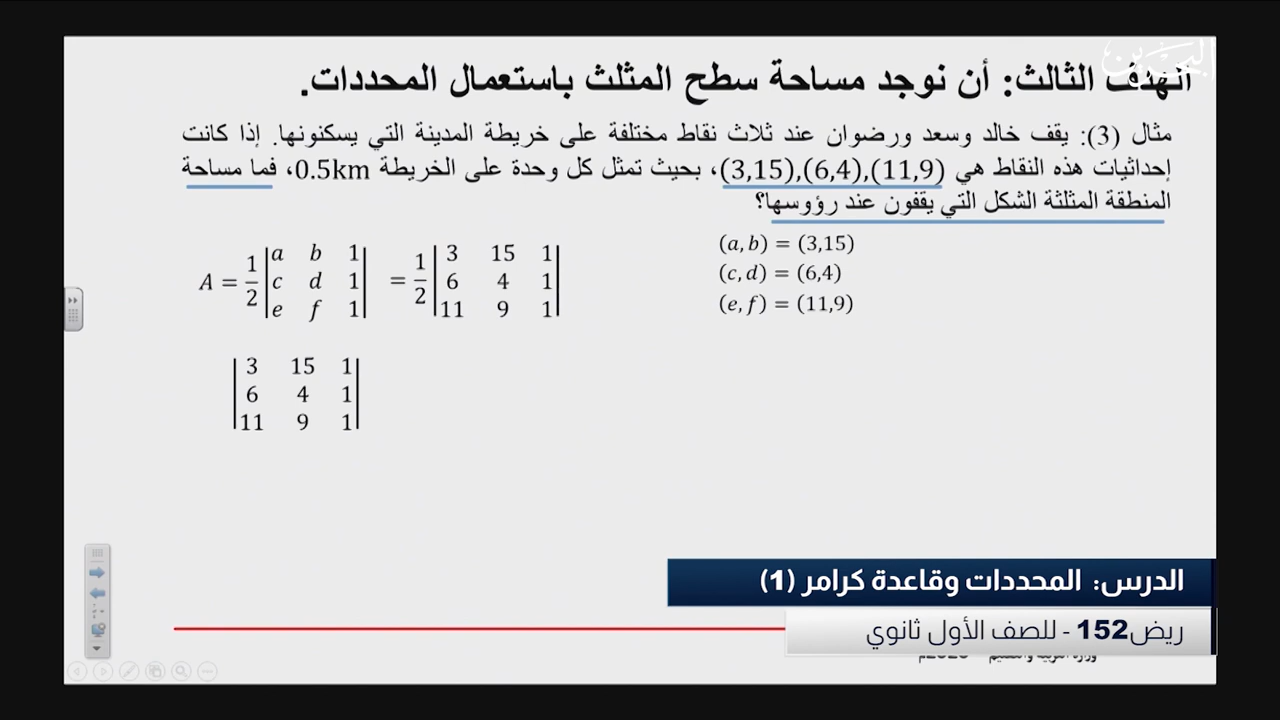 البحرين
الهدف الثالث: أن نوجد مساحة سطح المثلث باستعمال المحددات.
مثال (3): يقف خالد وسعد ورضوان عند ثلاث نقاط مختلفة على خريطة المدينة التي يسكنونها. إذا كانت
إحداثيات هذه النقاط هي (3,15),(6,4),(11,9)، بحيث تمثل كل وحدة على الخريطة 0.5km، فما مساحة
المنطقة المثلثة الشكل التي يقفون عند رؤوسها؟
A = 1/2 |a b 1| = 1/2 |3 15 1|
|c d 1| |6 4 1|
|e f 1| |11 9 1|
(a, b) = (3,15)
(c, d) = (6,4)
(e, f) = (11,9)
|3 15 1|
|6 4 1|
|11 9 1|
الدرس: المحددات وقاعدة كرامر (1)
ريض152 - للصف الأول ثانوي